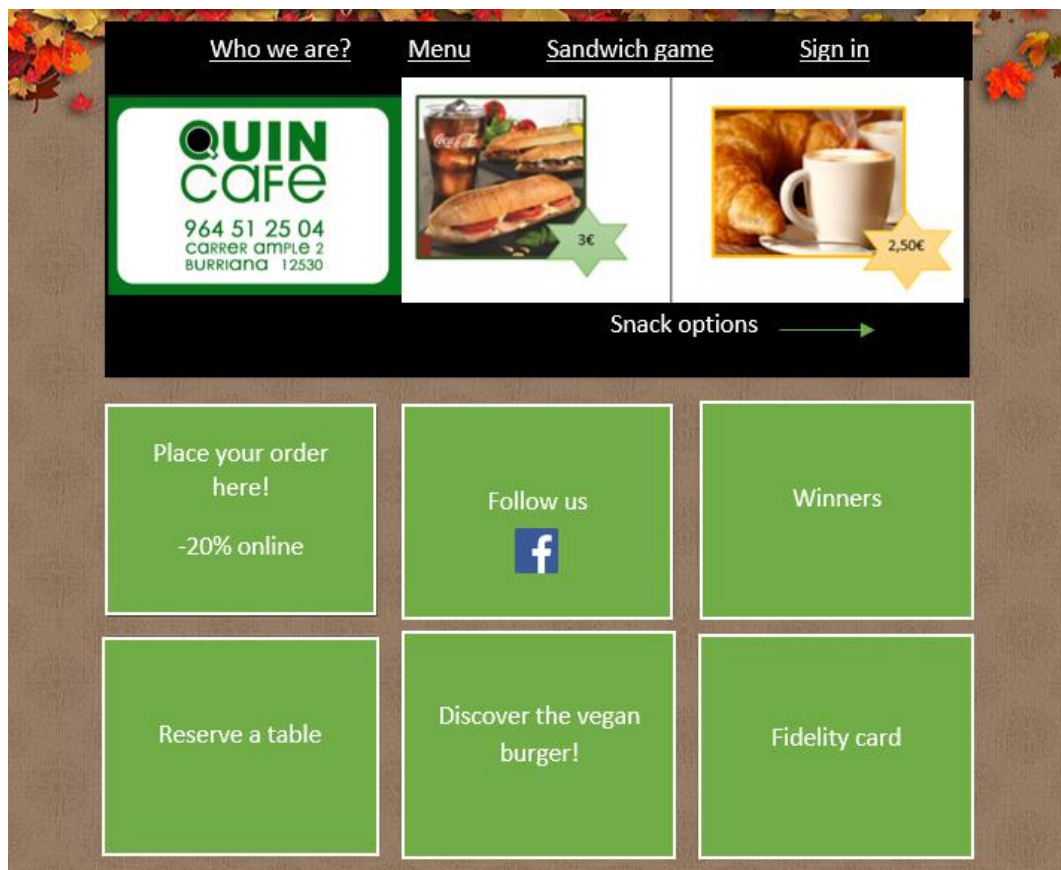 Who we are? Menu Sandwich game Sign in
QUIN
CAFE
964 51 25 04
CARRER AMPLE 2
BURRIANA 12530
Coca-Cola
3€
2,50€
Snack options
Place your order
here!
-20% online
Follow us
f
Winners
Reserve a table
Discover the vegan
burger!
Fidelity card